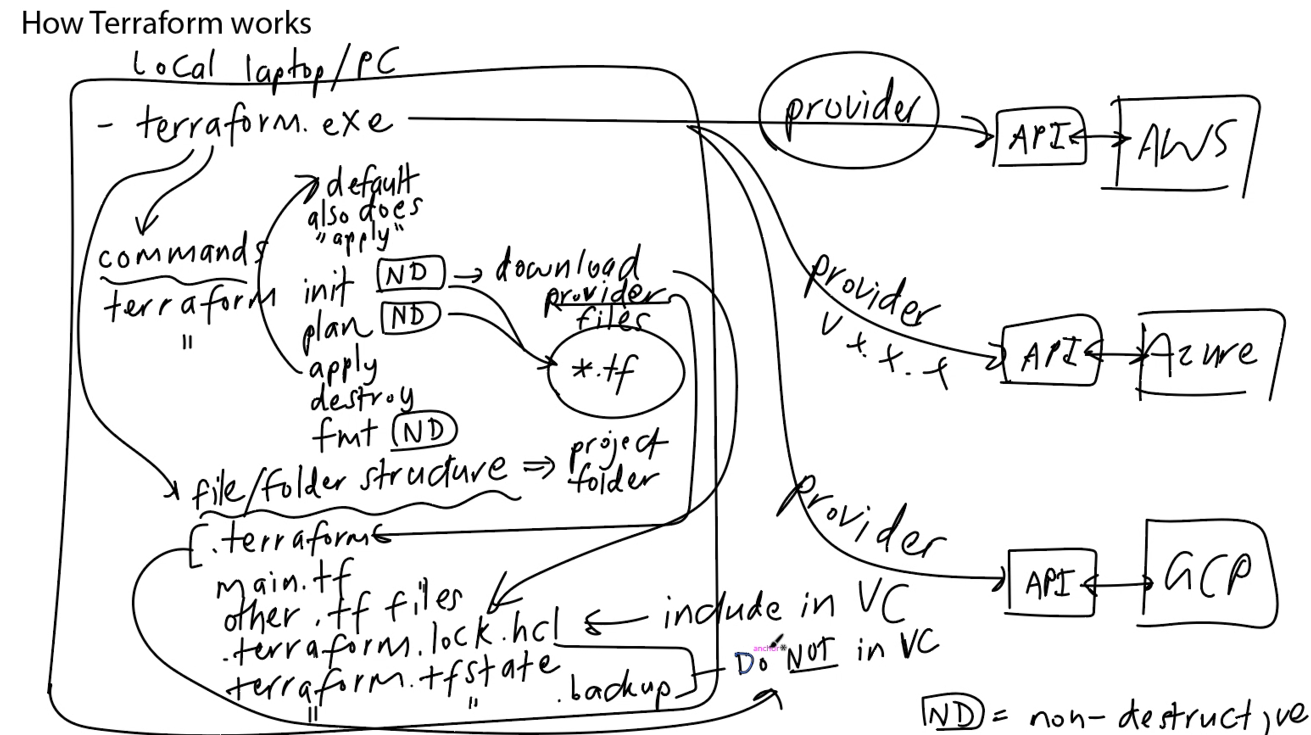 How Terraform works
Local laptop/PC
- terraform.exe
provider
API
AWS
default
also does
"apply"
commands
terraform
"
init ND
download
provider
files
plan ND
*.tf
apply
destroy
fmt ND
provider
v x.x.x
API
Azure
file/folder structure
project
folder
.terraform
main.tf
other .tf files
.terraform.lock.hcl
include in VC
terraform.tfstate
" " .backup
anchor
Do NOT in VC
provider
API
GCP
ND = non-destructive